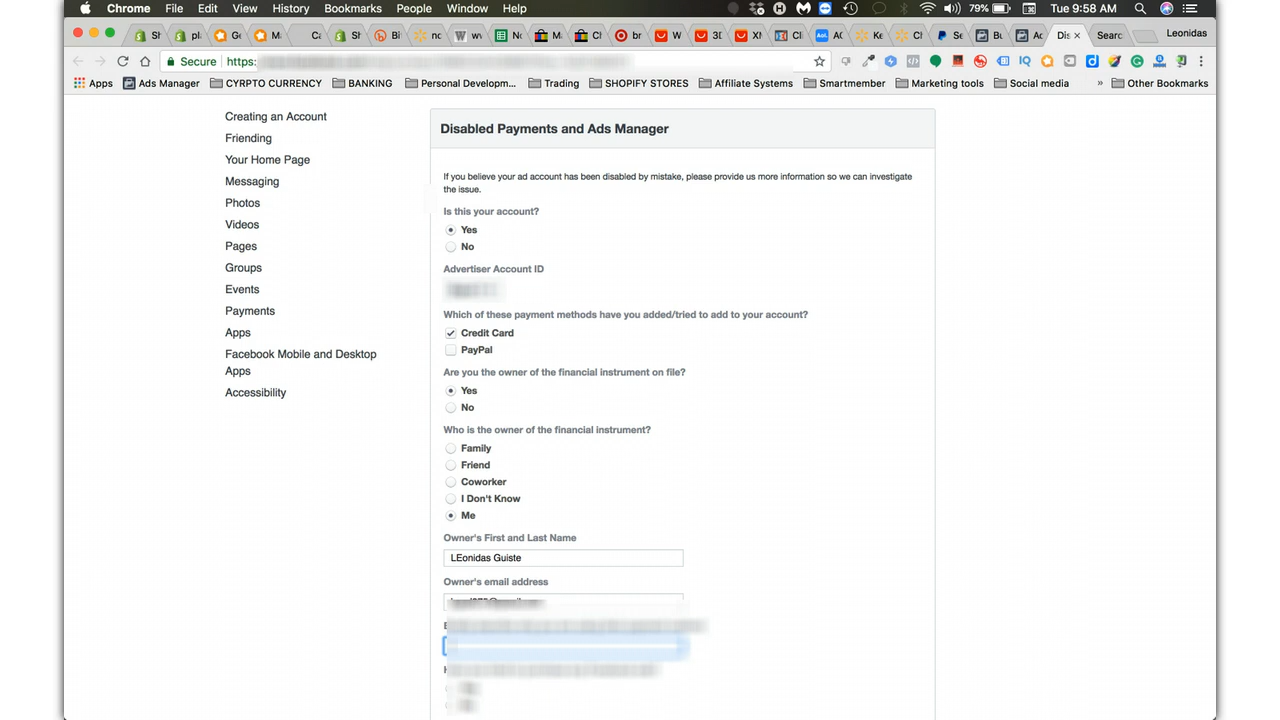 Chrome File Edit View History Bookmarks People Window Help 79% Tue 9:58 AM
Leonidas
Secure https:
Apps Ads Manager CYRPTO CURRENCY BANKING Personal Developm... Trading SHOPIFY STORES Affiliate Systems Smartmember Marketing tools Social media » Other Bookmarks
Creating an Account
Friending
Your Home Page
Messaging
Photos
Videos
Pages
Groups
Events
Payments
Apps
Facebook Mobile and Desktop
Apps
Accessibility
Disabled Payments and Ads Manager
If you believe your ad account has been disabled by mistake, please provide us more information so we can investigate
the issue.
Is this your account?
Yes
No
Advertiser Account ID
Which of these payment methods have you added/tried to add to your account?
Credit Card
PayPal
Are you the owner of the financial instrument on file?
Yes
No
Who is the owner of the financial instrument?
Family
Friend
Coworker
I Don't Know
Me
Owner's First and Last Name
LEonidas Guiste
Owner's email address